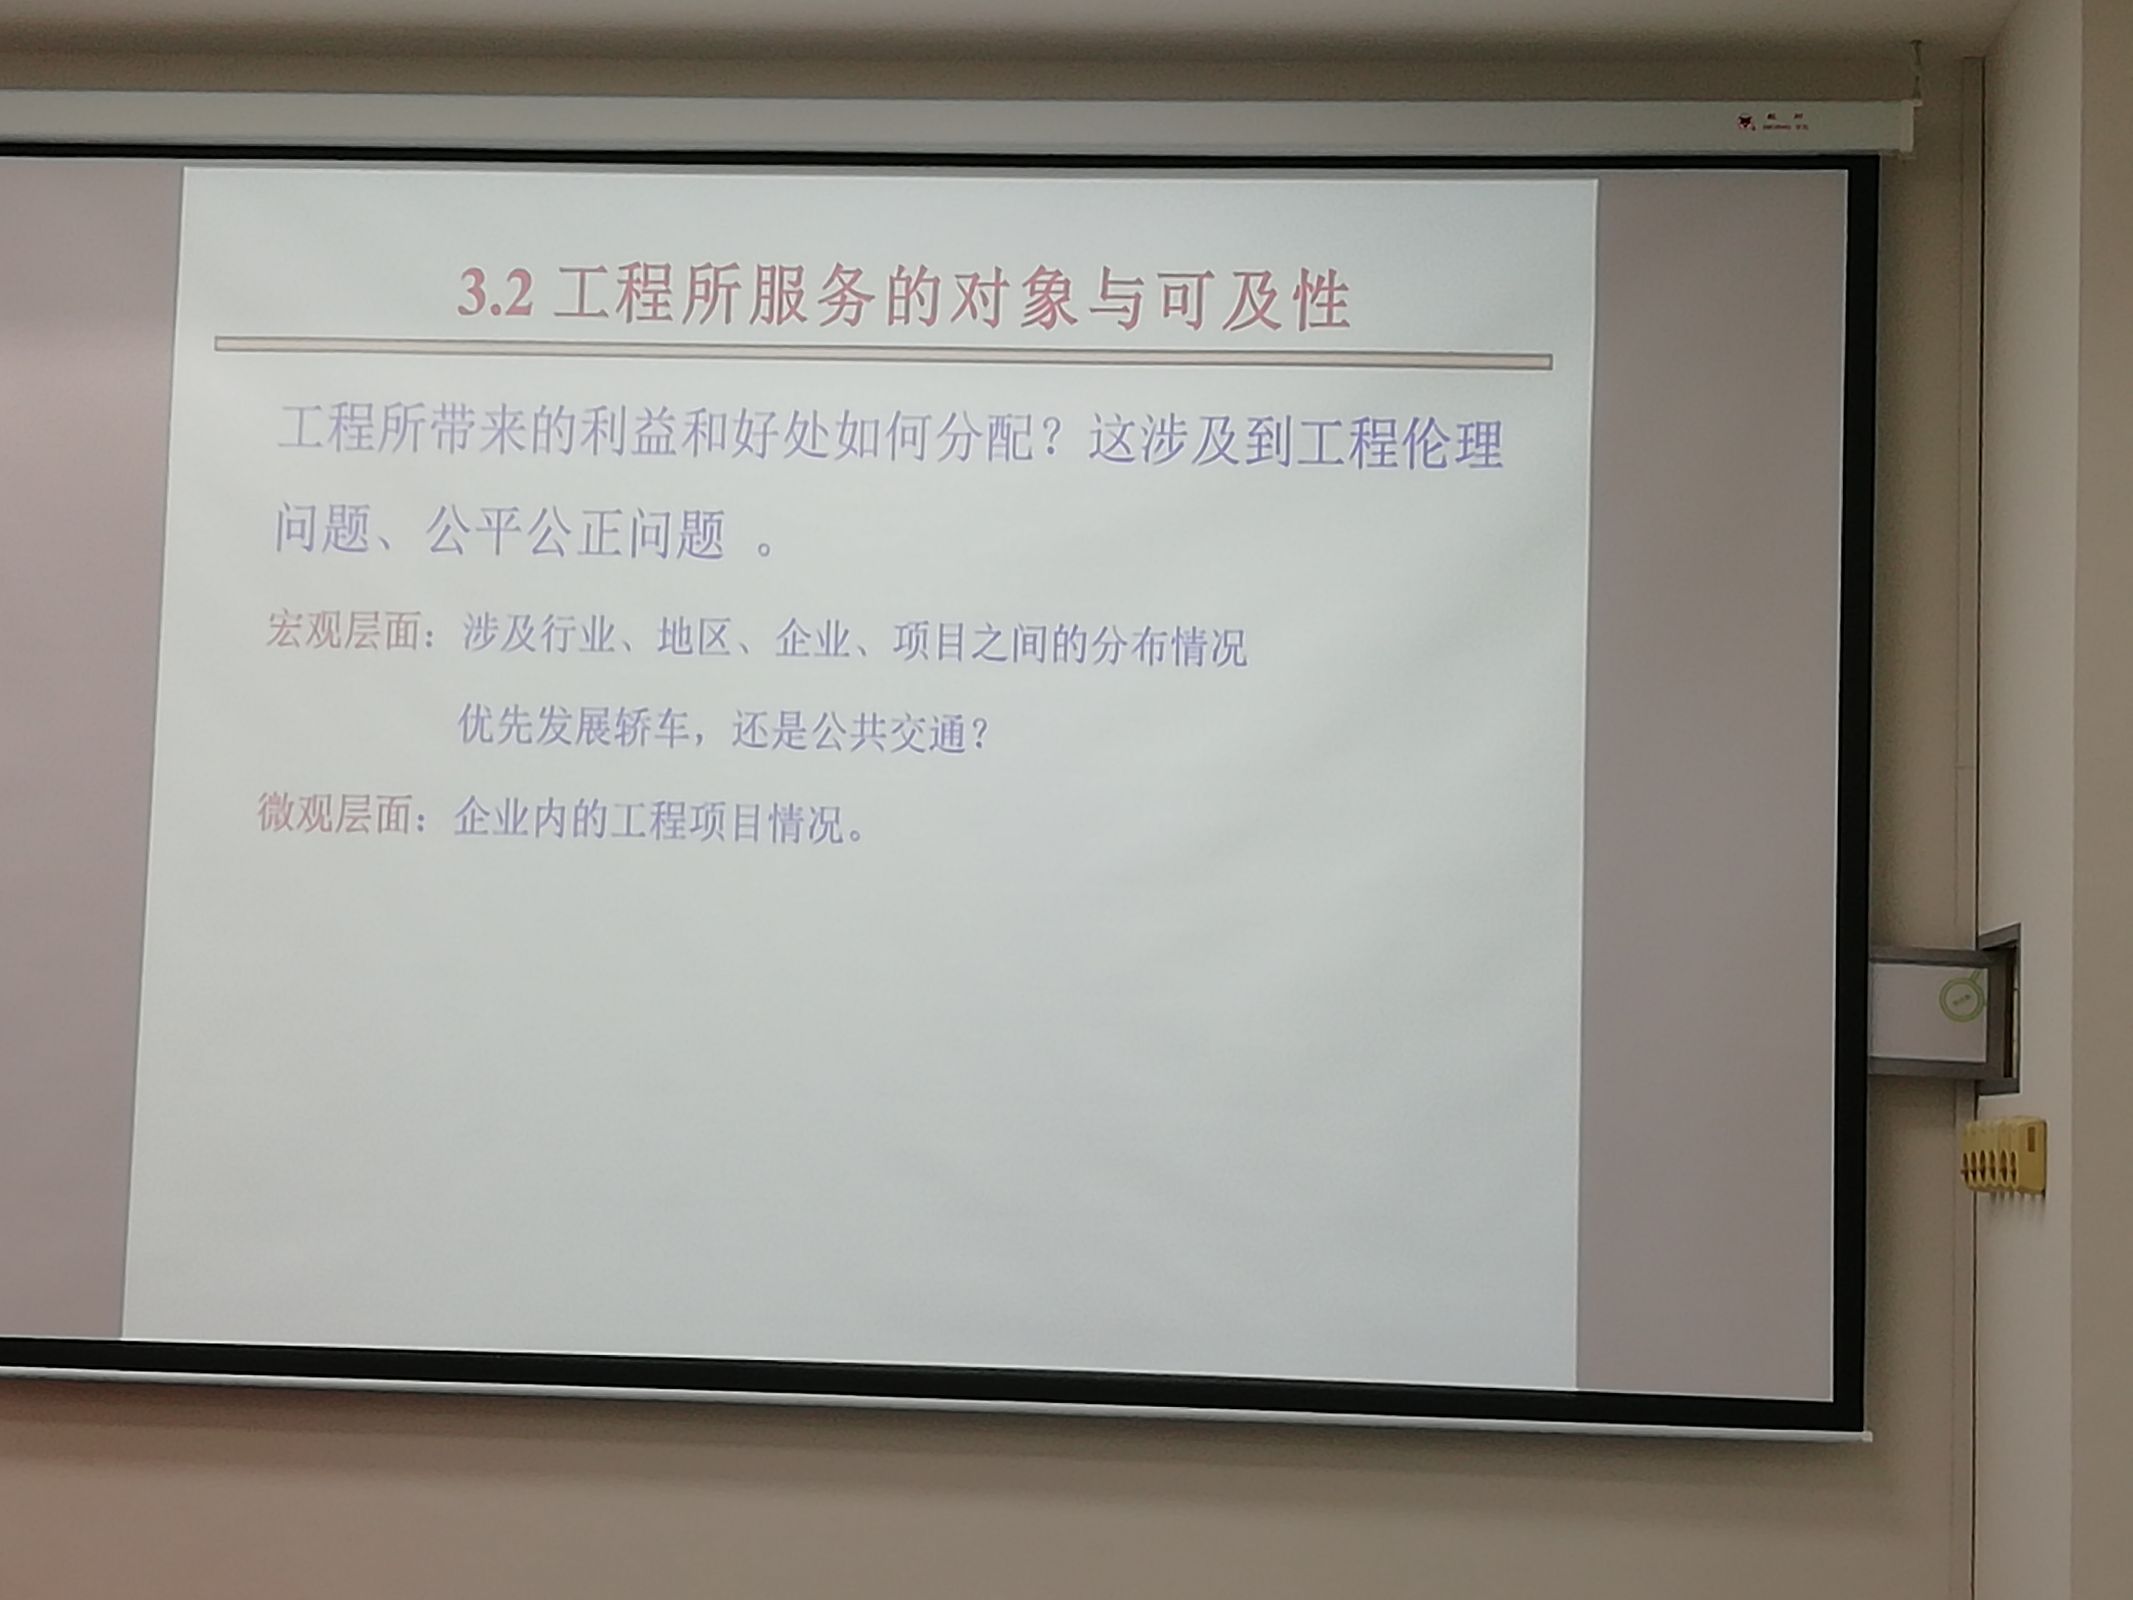 3.2 工程所服务的对象与可及性
工程所带来的利益和好处如何分配？这涉及到工程伦理
问题、公平公正问题 。
宏观层面：涉及行业、地区、企业、项目之间的分布情况
优先发展轿车，还是公共交通？
微观层面：企业内的工程项目情况。